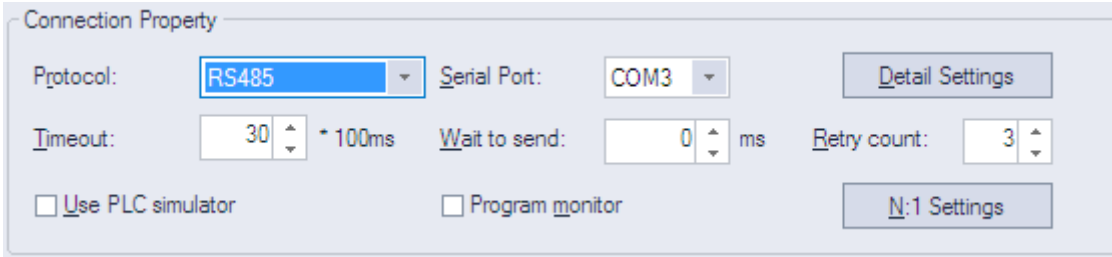 Connection Property
Protocol: RS485 Serial Port: COM3 Detail Settings
Timeout: 30 * 100ms Wait to send: 0 ms Retry count: 3
Use PLC simulator Program monitor N:1 Settings